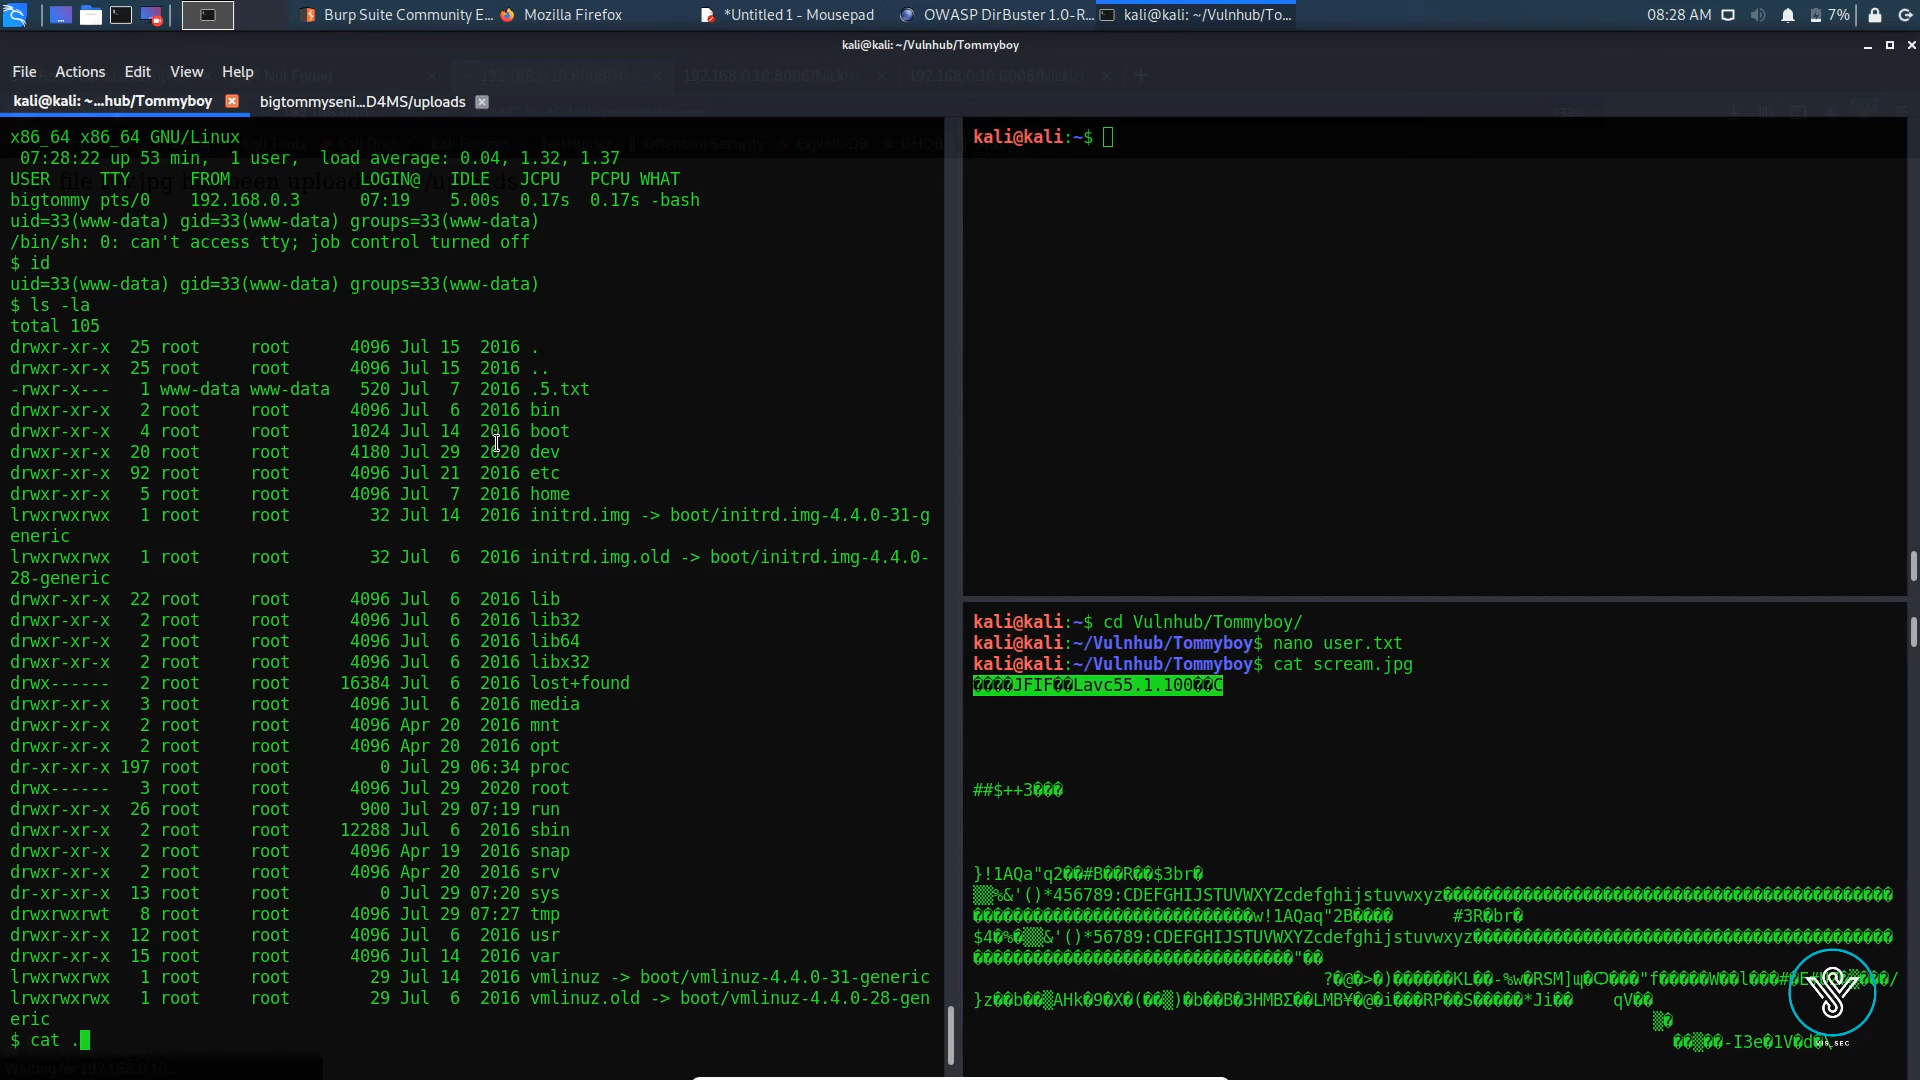 Burp Suite Community E...
Mozilla Firefox
*Untitled 1 - Mousepad
OWASP DirBuster 1.0-R...
kali@kali: ~/Vulnhub/To...
08:28 AM
7%
kali@kali: ~/Vulnhub/Tommyboy
File Actions Edit View Help
kali@kali: ~...hub/Tommyboy
bigtommyseni...D4MS/uploads
x86_64 x86_64 GNU/Linux
07:28:22 up 53 min, 1 user, load average: 0.04, 1.32, 1.37
USER TTY FROM LOGIN@ IDLE JCPU PCPU WHAT
bigtommy pts/0 192.168.0.3 07:19 5.00s 0.17s 0.17s -bash
uid=33(www-data) gid=33(www-data) groups=33(www-data)
/bin/sh: 0: can't access tty; job control turned off
$ id
uid=33(www-data) gid=33(www-data) groups=33(www-data)
$ ls -la
total 105
drwxr-xr-x 25 root root 4096 Jul 15 2016 .
drwxr-xr-x 25 root root 4096 Jul 15 2016 ..
-rwxr-x--- 1 www-data www-data 520 Jul 7 2016 .5.txt
drwxr-xr-x 2 root root 4096 Jul 6 2016 bin
drwxr-xr-x 4 root root 1024 Jul 14 2016 boot
drwxr-xr-x 20 root root 4180 Jul 29 2020 dev
drwxr-xr-x 92 root root 4096 Jul 21 2016 etc
drwxr-xr-x 5 root root 4096 Jul 7 2016 home
lrwxrwxrwx 1 root root 32 Jul 14 2016 initrd.img -> boot/initrd.img-4.4.0-31-g
eneric
lrwxrwxrwx 1 root root 32 Jul 6 2016 initrd.img.old -> boot/initrd.img-4.4.0-
28-generic
drwxr-xr-x 22 root root 4096 Jul 6 2016 lib
drwxr-xr-x 2 root root 4096 Jul 6 2016 lib32
drwxr-xr-x 2 root root 4096 Jul 6 2016 lib64
drwxr-xr-x 2 root root 4096 Jul 6 2016 libx32
drwx------ 2 root root 16384 Jul 6 2016 lost+found
drwxr-xr-x 3 root root 4096 Jul 6 2016 media
drwxr-xr-x 2 root root 4096 Apr 20 2016 mnt
drwxr-xr-x 2 root root 4096 Apr 20 2016 opt
dr-xr-xr-x 197 root root 0 Jul 29 06:34 proc
drwx------ 3 root root 4096 Jul 29 2020 root
drwxr-xr-x 26 root root 900 Jul 29 07:19 run
drwxr-xr-x 2 root root 12288 Jul 6 2016 sbin
drwxr-xr-x 2 root root 4096 Apr 19 2016 snap
drwxr-xr-x 2 root root 4096 Apr 20 2016 srv
dr-xr-xr-x 13 root root 0 Jul 29 07:20 sys
drwxrwxrwt 8 root root 4096 Jul 29 07:27 tmp
drwxr-xr-x 12 root root 4096 Jul 6 2016 usr
drwxr-xr-x 15 root root 4096 Jul 14 2016 var
lrwxrwxrwx 1 root root 29 Jul 14 2016 vmlinuz -> boot/vmlinuz-4.4.0-31-generic
lrwxrwxrwx 1 root root 29 Jul 6 2016 vmlinuz.old -> boot/vmlinuz-4.4.0-28-gen
eric
$ cat .
kali@kali:~$
kali@kali:~$ cd Vulnhub/Tommyboy/
kali@kali:~/Vulnhub/Tommyboy$ nano user.txt
kali@kali:~/Vulnhub/Tommyboy$ cat scream.jpg
����JFIF��Lavc55.1.100��C
##$++3���
}!1AQa"q2��#B��R��$3br�